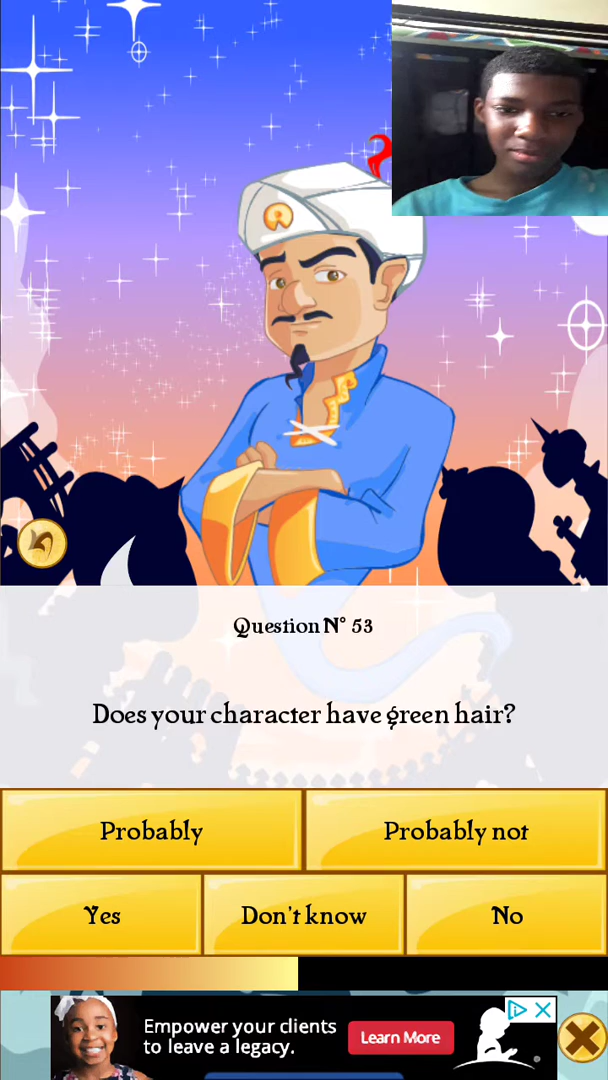 Question N° 53
Does your character have green hair?
Probably
Probably not
Yes
Don't know
No
Empower your clients
to leave a legacy.
Learn More